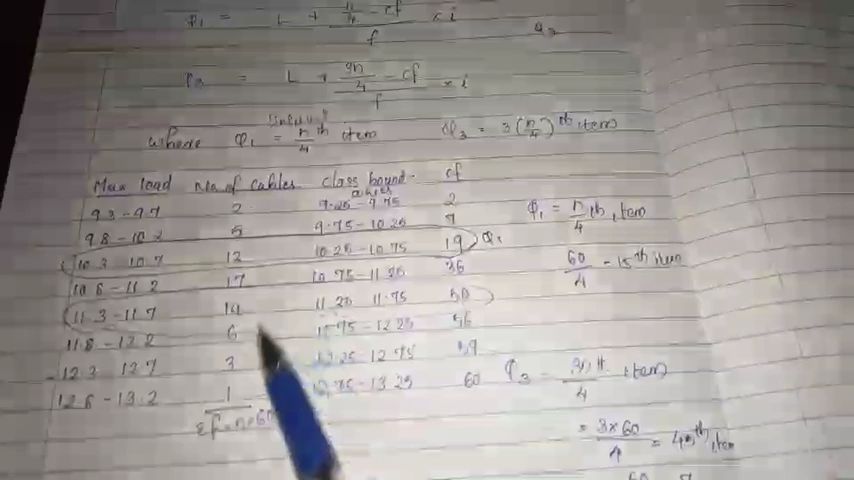 Q₁ = L + n/4 - cf / f × i
Q₃ = L + 3n/4 - cf / f × i
where Q₁ = n/4 th item Q₃ = 3(n/4)th item
Max load No. of cables class bound- cf
aries
9.3-9.7 2 9.25-9.75 2
9.8-10.2 5 9.75-10.25 7 Q₁ = n/4 th item
10.3 10.7 12 10.25-10.75 19 Q₁
10.8-11.2 17 10.75-11.25 36 60/4 - 15th item
11.3-11.7 14 11.25 11.75 50
11.8-12.2 6 11.75-12.25 56
12.3 12.7 3 12.25-12.75 59
12.8-13.2 1 12.75-13.25 60 Q₃ - 3n/4 item
Σf = n = 60
= 3×60/4 = 45th item